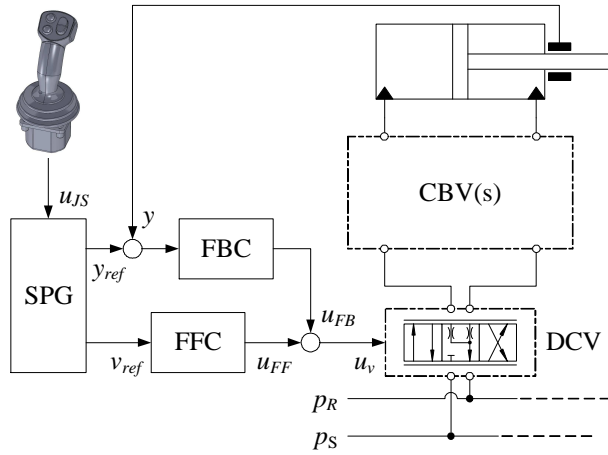 u_JS
y
CBV(s)
SPG
y_ref
FBC
u_FB
DCV
v_ref
FFC
u_FF
u_v
p_R
p_S